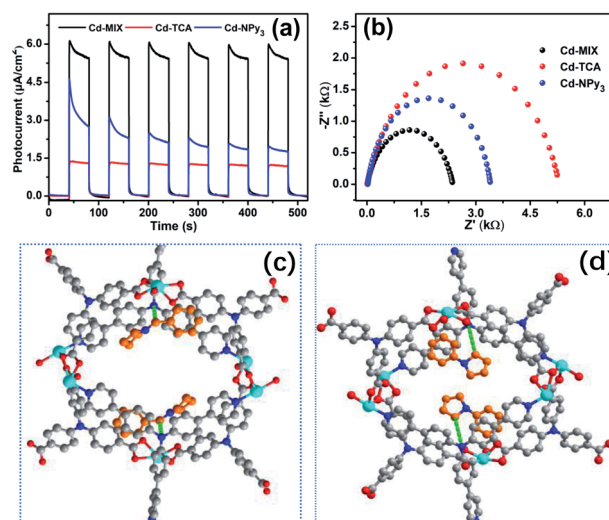 Cd-MIX Cd-TCA Cd-NPy₃ (a)
Photocurrent (μA/cm²)
6.0
4.5
3.0
1.5
0.0
0 100 200 300 400 500
Time (s)
(b)
Cd-MIX
Cd-TCA
Cd-NPy₃
-Z'' (kΩ)
2.5
2.0
1.5
1.0
0.5
0.0
0.0 1.5 3.0 4.5 6.0
Z' (kΩ)
(c)
(d)